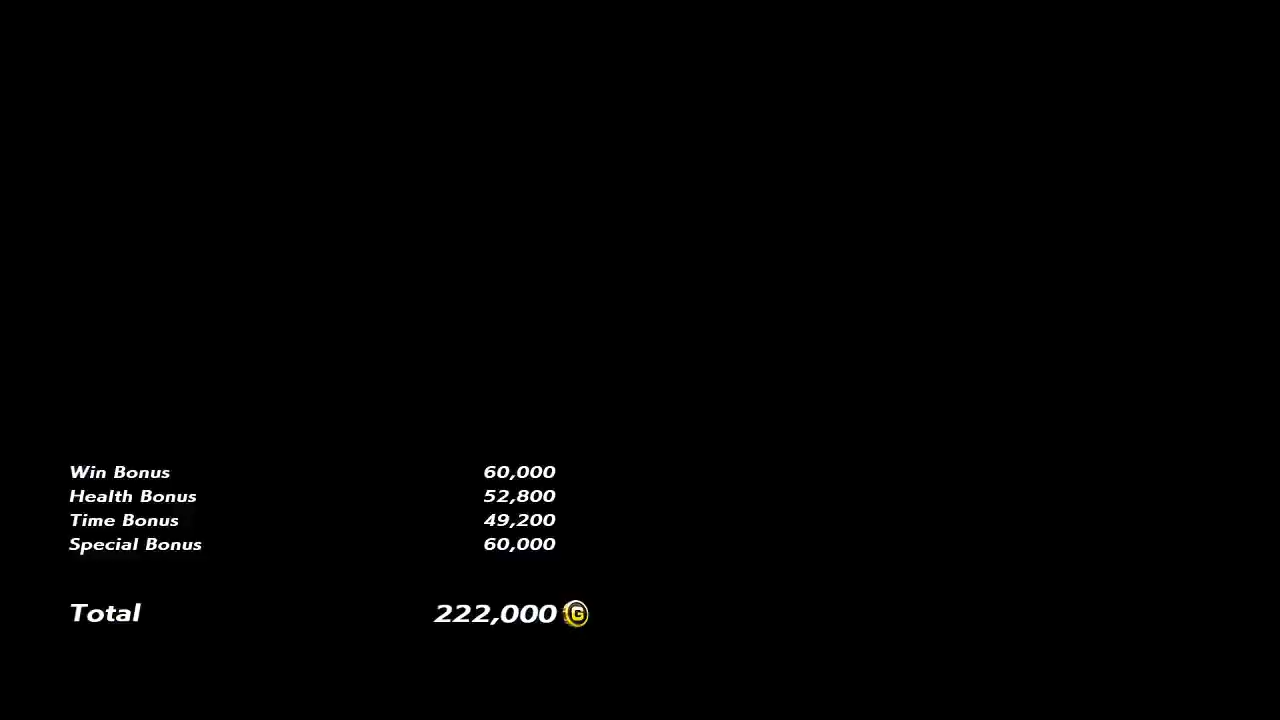 Win Bonus 60,000
Health Bonus 52,800
Time Bonus 49,200
Special Bonus 60,000
Total 222,000 G